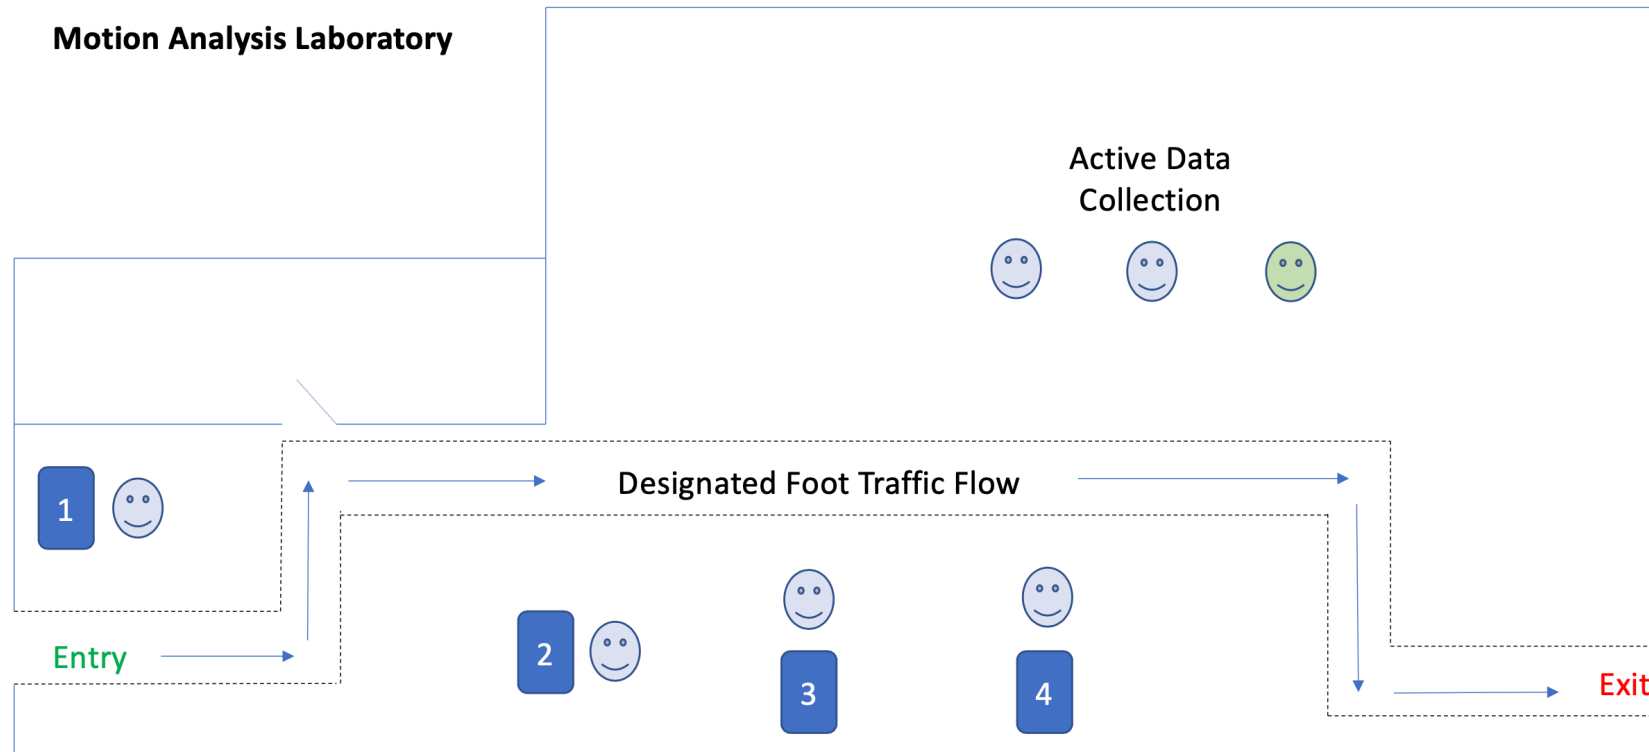 Motion Analysis Laboratory
Active Data
Collection
Designated Foot Traffic Flow
1
Entry
2
3
4
Exit